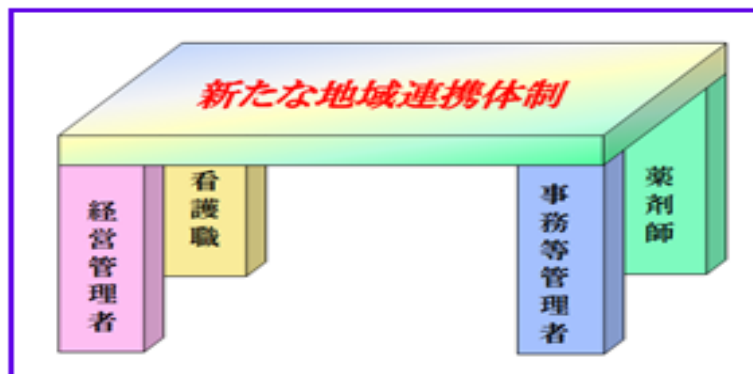 新たな地域連携体制
経営管理者
看護職
事務等管理者
薬剤師